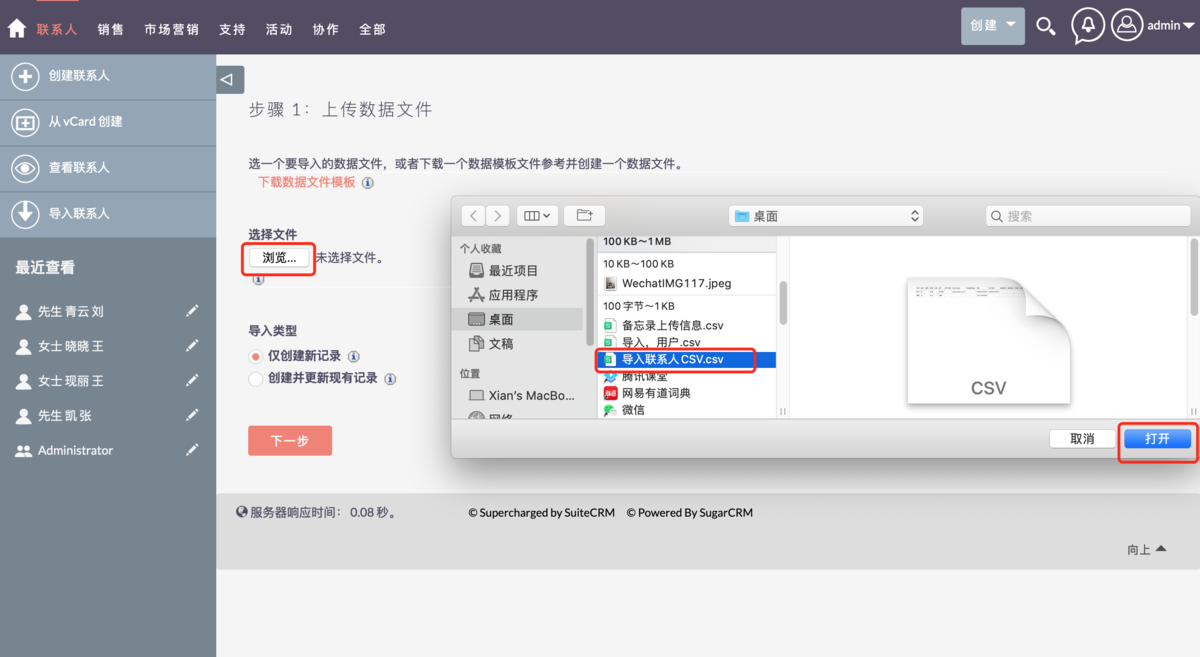 联系人 销售 市场营销 支持 活动 协作 全部 创建 admin
创建联系人
从 vCard 创建
查看联系人
导入联系人
最近查看
先生 青云 刘
女士 晓晓 王
女士 现丽 王
先生 凯 张
Administrator
步骤 1：上传数据文件
选一个要导入的数据文件，或者下载一个数据模板文件参考并创建一个数据文件。
下载数据文件模板
选择文件
浏览... 未选择文件。
导入类型
仅创建新记录
创建并更新现有记录
下一步
桌面
搜索
个人收藏
最近项目
应用程序
桌面
文稿
位置
Xian's MacBo...
网络
100 KB～1 MB
10 KB～100 KB
WechatIMG117.jpeg
100 字节～1 KB
备忘录上传信息.csv
导入，用户.csv
导入联系人CSV.csv
腾讯课堂
网易有道词典
微信
CSV
取消 打开
服务器响应时间： 0.08 秒。 © Supercharged by SuiteCRM © Powered By SugarCRM
向上